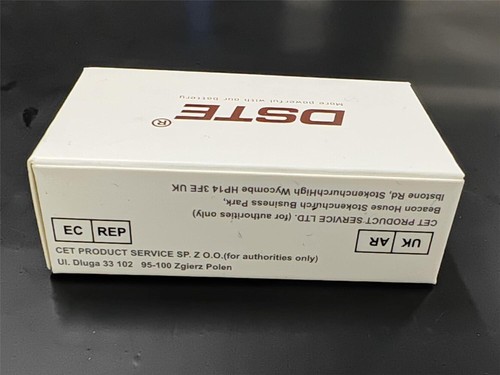 DSTE®
More powerful with our battery
EC REP
CET PRODUCT SERVICE SP. Z O.O.(for authorities only)
Ul. Dluga 33 102 95-100 Zgierz Polen
UK AR
CET PRODUCT SERVICE LTD. (for authorities only)
Beacon House Stokenchurch Business Park,
Ibstone Rd, StokenchurchHigh Wycombe HP14 3FE UK